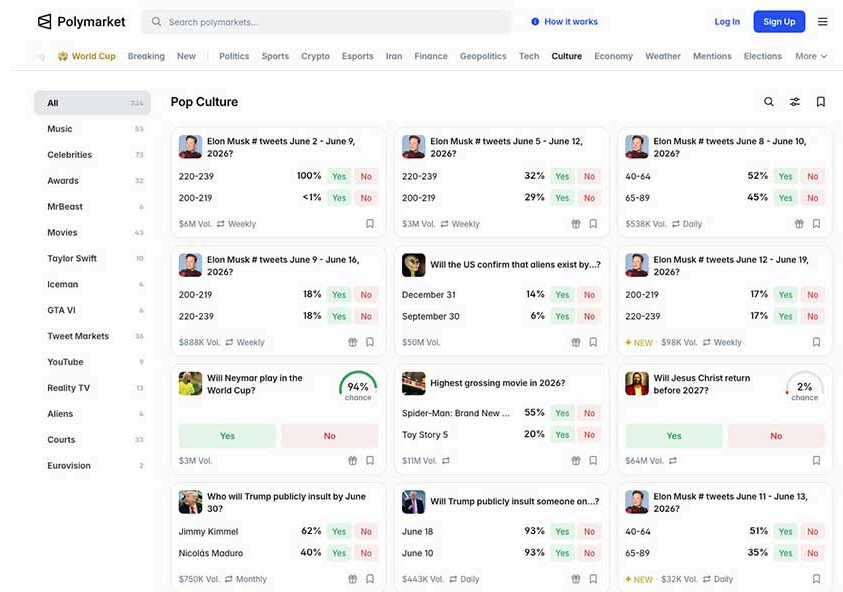 Polymarket
Search polymarkets...
How it works
Log In
Sign Up
World Cup
Breaking
New
Politics
Sports
Crypto
Esports
Iran
Finance
Geopolitics
Tech
Culture
Economy
Weather
Mentions
Elections
More
All 324
Music 53
Celebrities 73
Awards 32
MrBeast 6
Movies 43
Taylor Swift 10
Iceman 4
GTA VI 6
Tweet Markets 36
YouTube 9
Reality TV 13
Aliens 4
Courts 33
Eurovision 2
Pop Culture
Elon Musk # tweets June 2 - June 9,
2026?
220-239 100% Yes No
200-219 <1% Yes No
$6M Vol. Weekly
Elon Musk # tweets June 5 - June 12,
2026?
220-239 32% Yes No
200-219 29% Yes No
$3M Vol. Weekly
Elon Musk # tweets June 8 - June 10,
2026?
40-64 52% Yes No
65-89 45% Yes No
$538K Vol. Daily
Elon Musk # tweets June 9 - June 16,
2026?
200-219 18% Yes No
220-239 18% Yes No
$888K Vol. Weekly
Will the US confirm that aliens exist by...?
December 31 14% Yes No
September 30 6% Yes No
$50M Vol.
Elon Musk # tweets June 12 - June 19,
2026?
200-219 17% Yes No
220-239 17% Yes No
+ NEW · $98K Vol. Weekly
Will Neymar play in the
World Cup?
94%
chance
Yes No
$3M Vol.
Highest grossing movie in 2026?
Spider-Man: Brand New ... 55% Yes No
Toy Story 5 20% Yes No
$11M Vol.
Will Jesus Christ return
before 2027?
2%
chance
Yes No
$64M Vol.
Who will Trump publicly insult by June
30?
Jimmy Kimmel 62% Yes No
Nicolás Maduro 40% Yes No
$750K Vol. Monthly
Will Trump publicly insult someone on...?
June 18 93% Yes No
June 10 93% Yes No
$443K Vol. Daily
Elon Musk # tweets June 11 - June 13,
2026?
40-64 51% Yes No
65-89 35% Yes No
+ NEW · $32K Vol. Daily